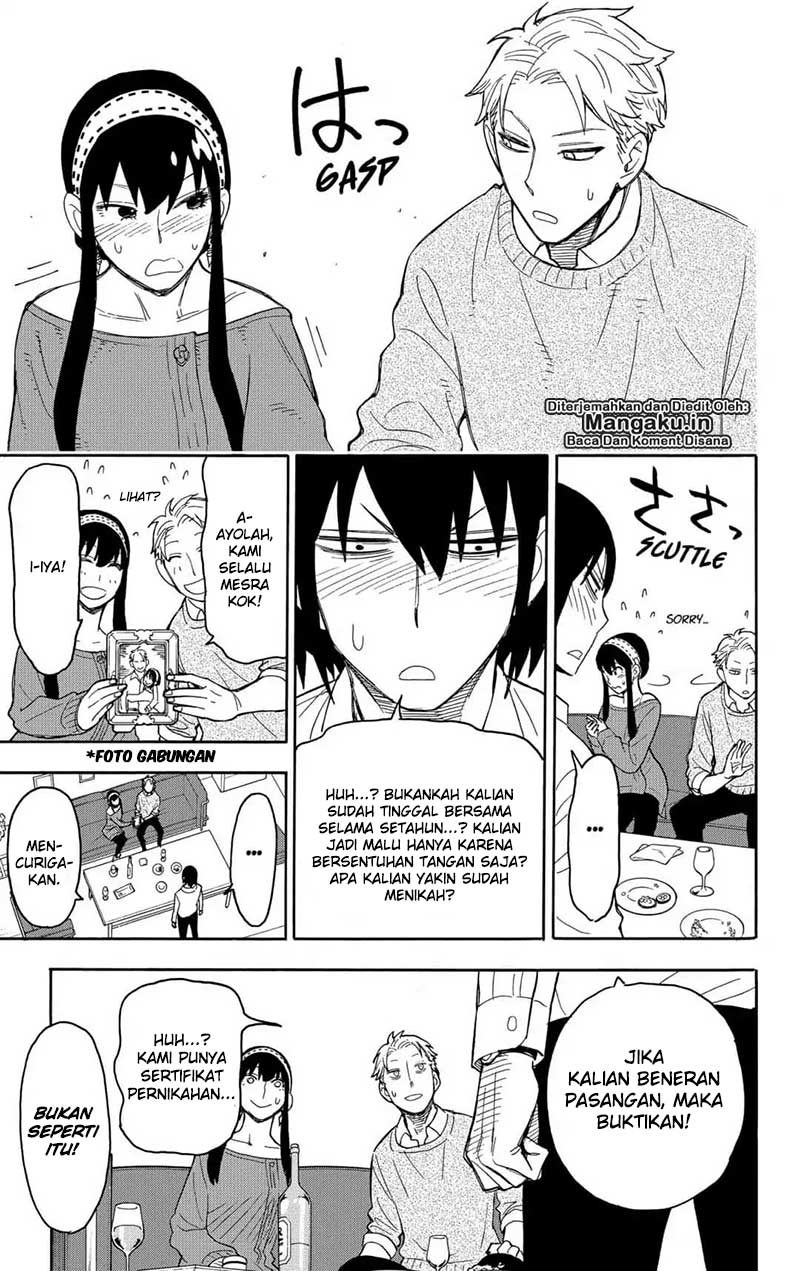 はっ
GASP
Diterjemahkan dan Diedit Oleh:
Mangaku.in
Baca Dan Koment Disana
ささっ
SCUTTLE
SORRY...
...
HUH...? BUKANKAH KALIAN
SUDAH TINGGAL BERSAMA
SELAMA SETAHUN...? KALIAN
JADI MALU HANYA KARENA
BERSENTUHAN TANGAN SAJA?
APA KALIAN YAKIN SUDAH
MENIKAH?
A-
AYOLAH,
KAMI
SELALU
MESRA
KOK!
LIHAT?
I-IYA!
*FOTO GABUNGAN
...
MEN-
CURIGA-
KAN.
JIKA
KALIAN BENERAN
PASANGAN, MAKA
BUKTIKAN!
HUH...?
KAMI PUNYA
SERTIFIKAT
PERNIKAHAN...
BUKAN
SEPERTI
ITU!